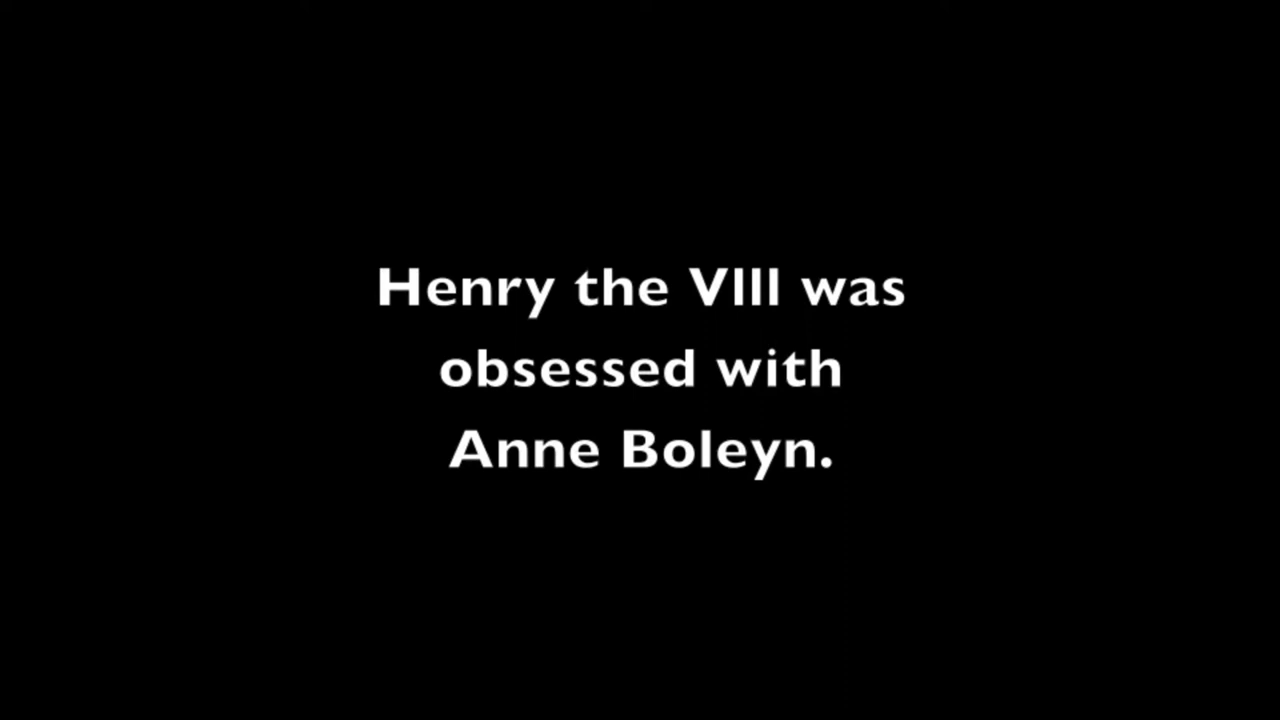 Henry the VIII was
obsessed with
Anne Boleyn.